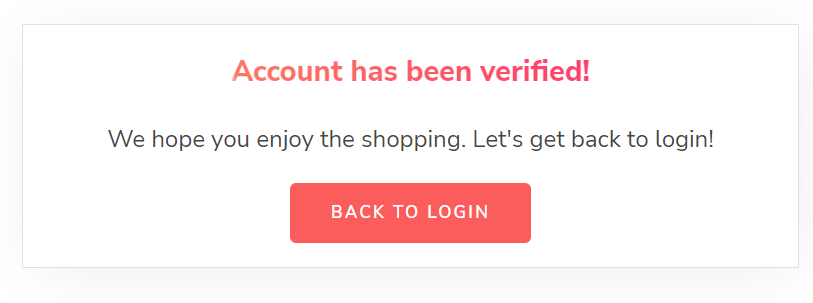 Account has been verified!
We hope you enjoy the shopping. Let's get back to login!
BACK TO LOGIN